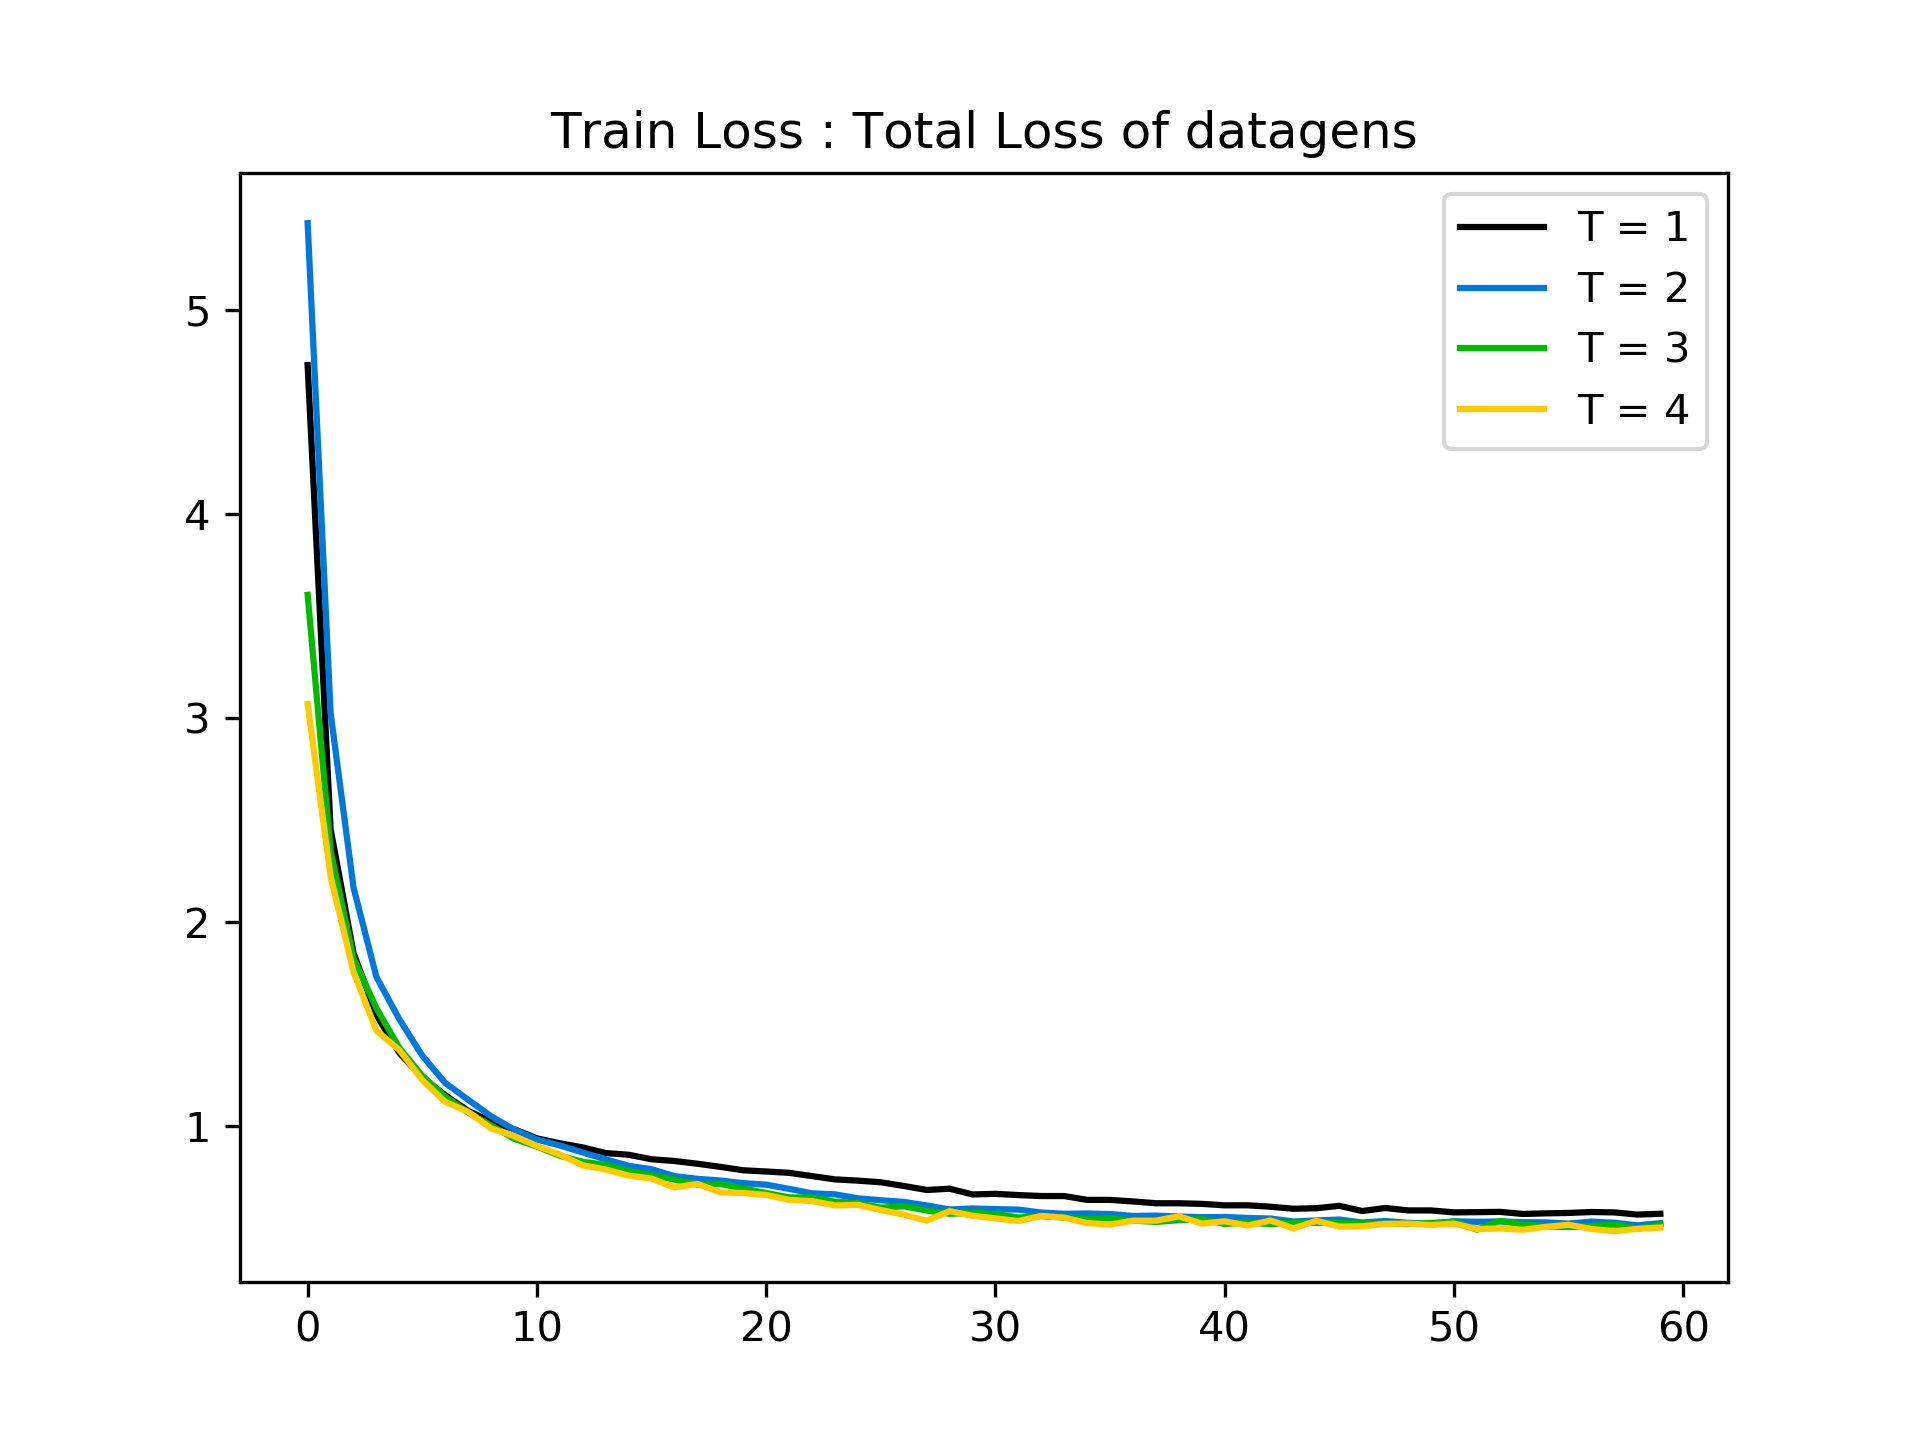 Train Loss : Total Loss of datagens
T = 1
T = 2
T = 3
T = 4
5
4
3
2
1
0 10 20 30 40 50 60